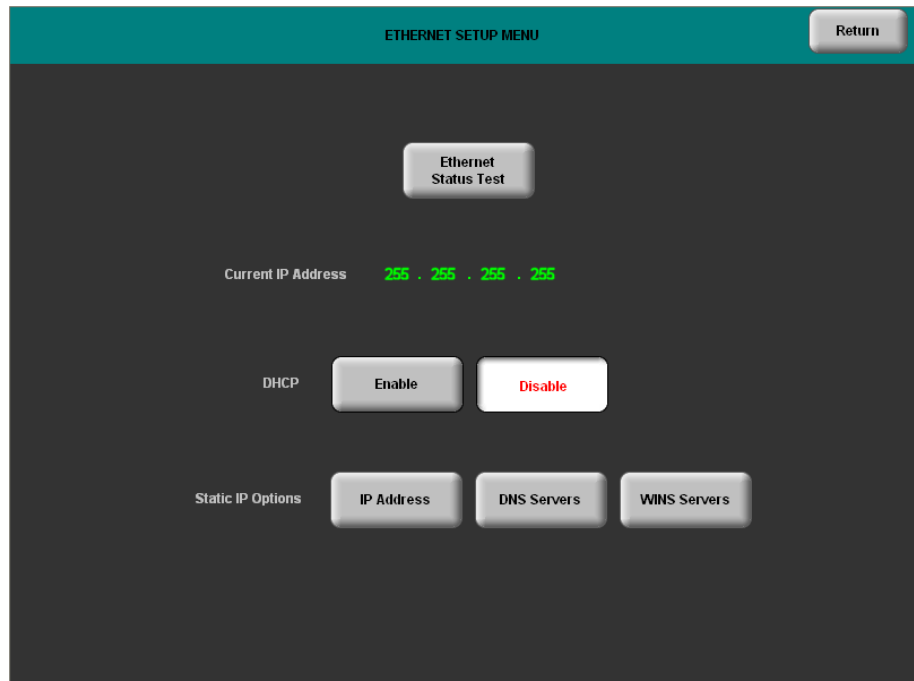 ETHERNET SETUP MENU
Return
Ethernet
Status Test
Current IP Address 255 . 255 . 255 . 255
DHCP Enable Disable
Static IP Options IP Address DNS Servers WINS Servers